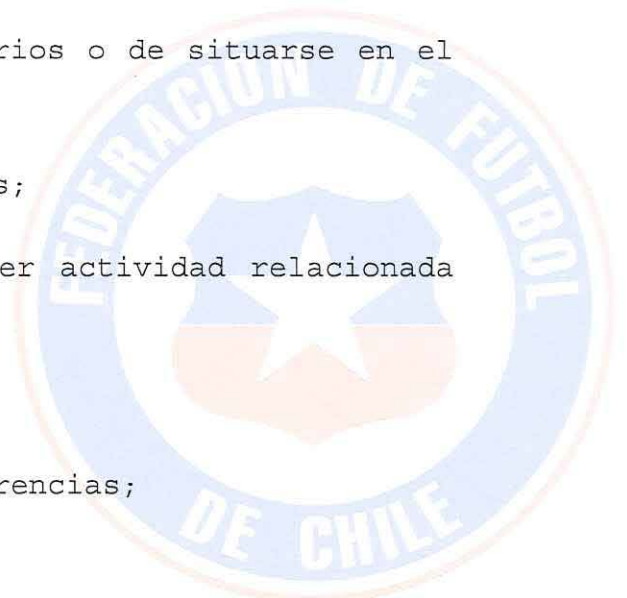 rios o de situarse en el
s;
er actividad relacionada
rencias;
FEDERACION DE FUTBOL
DE CHILE